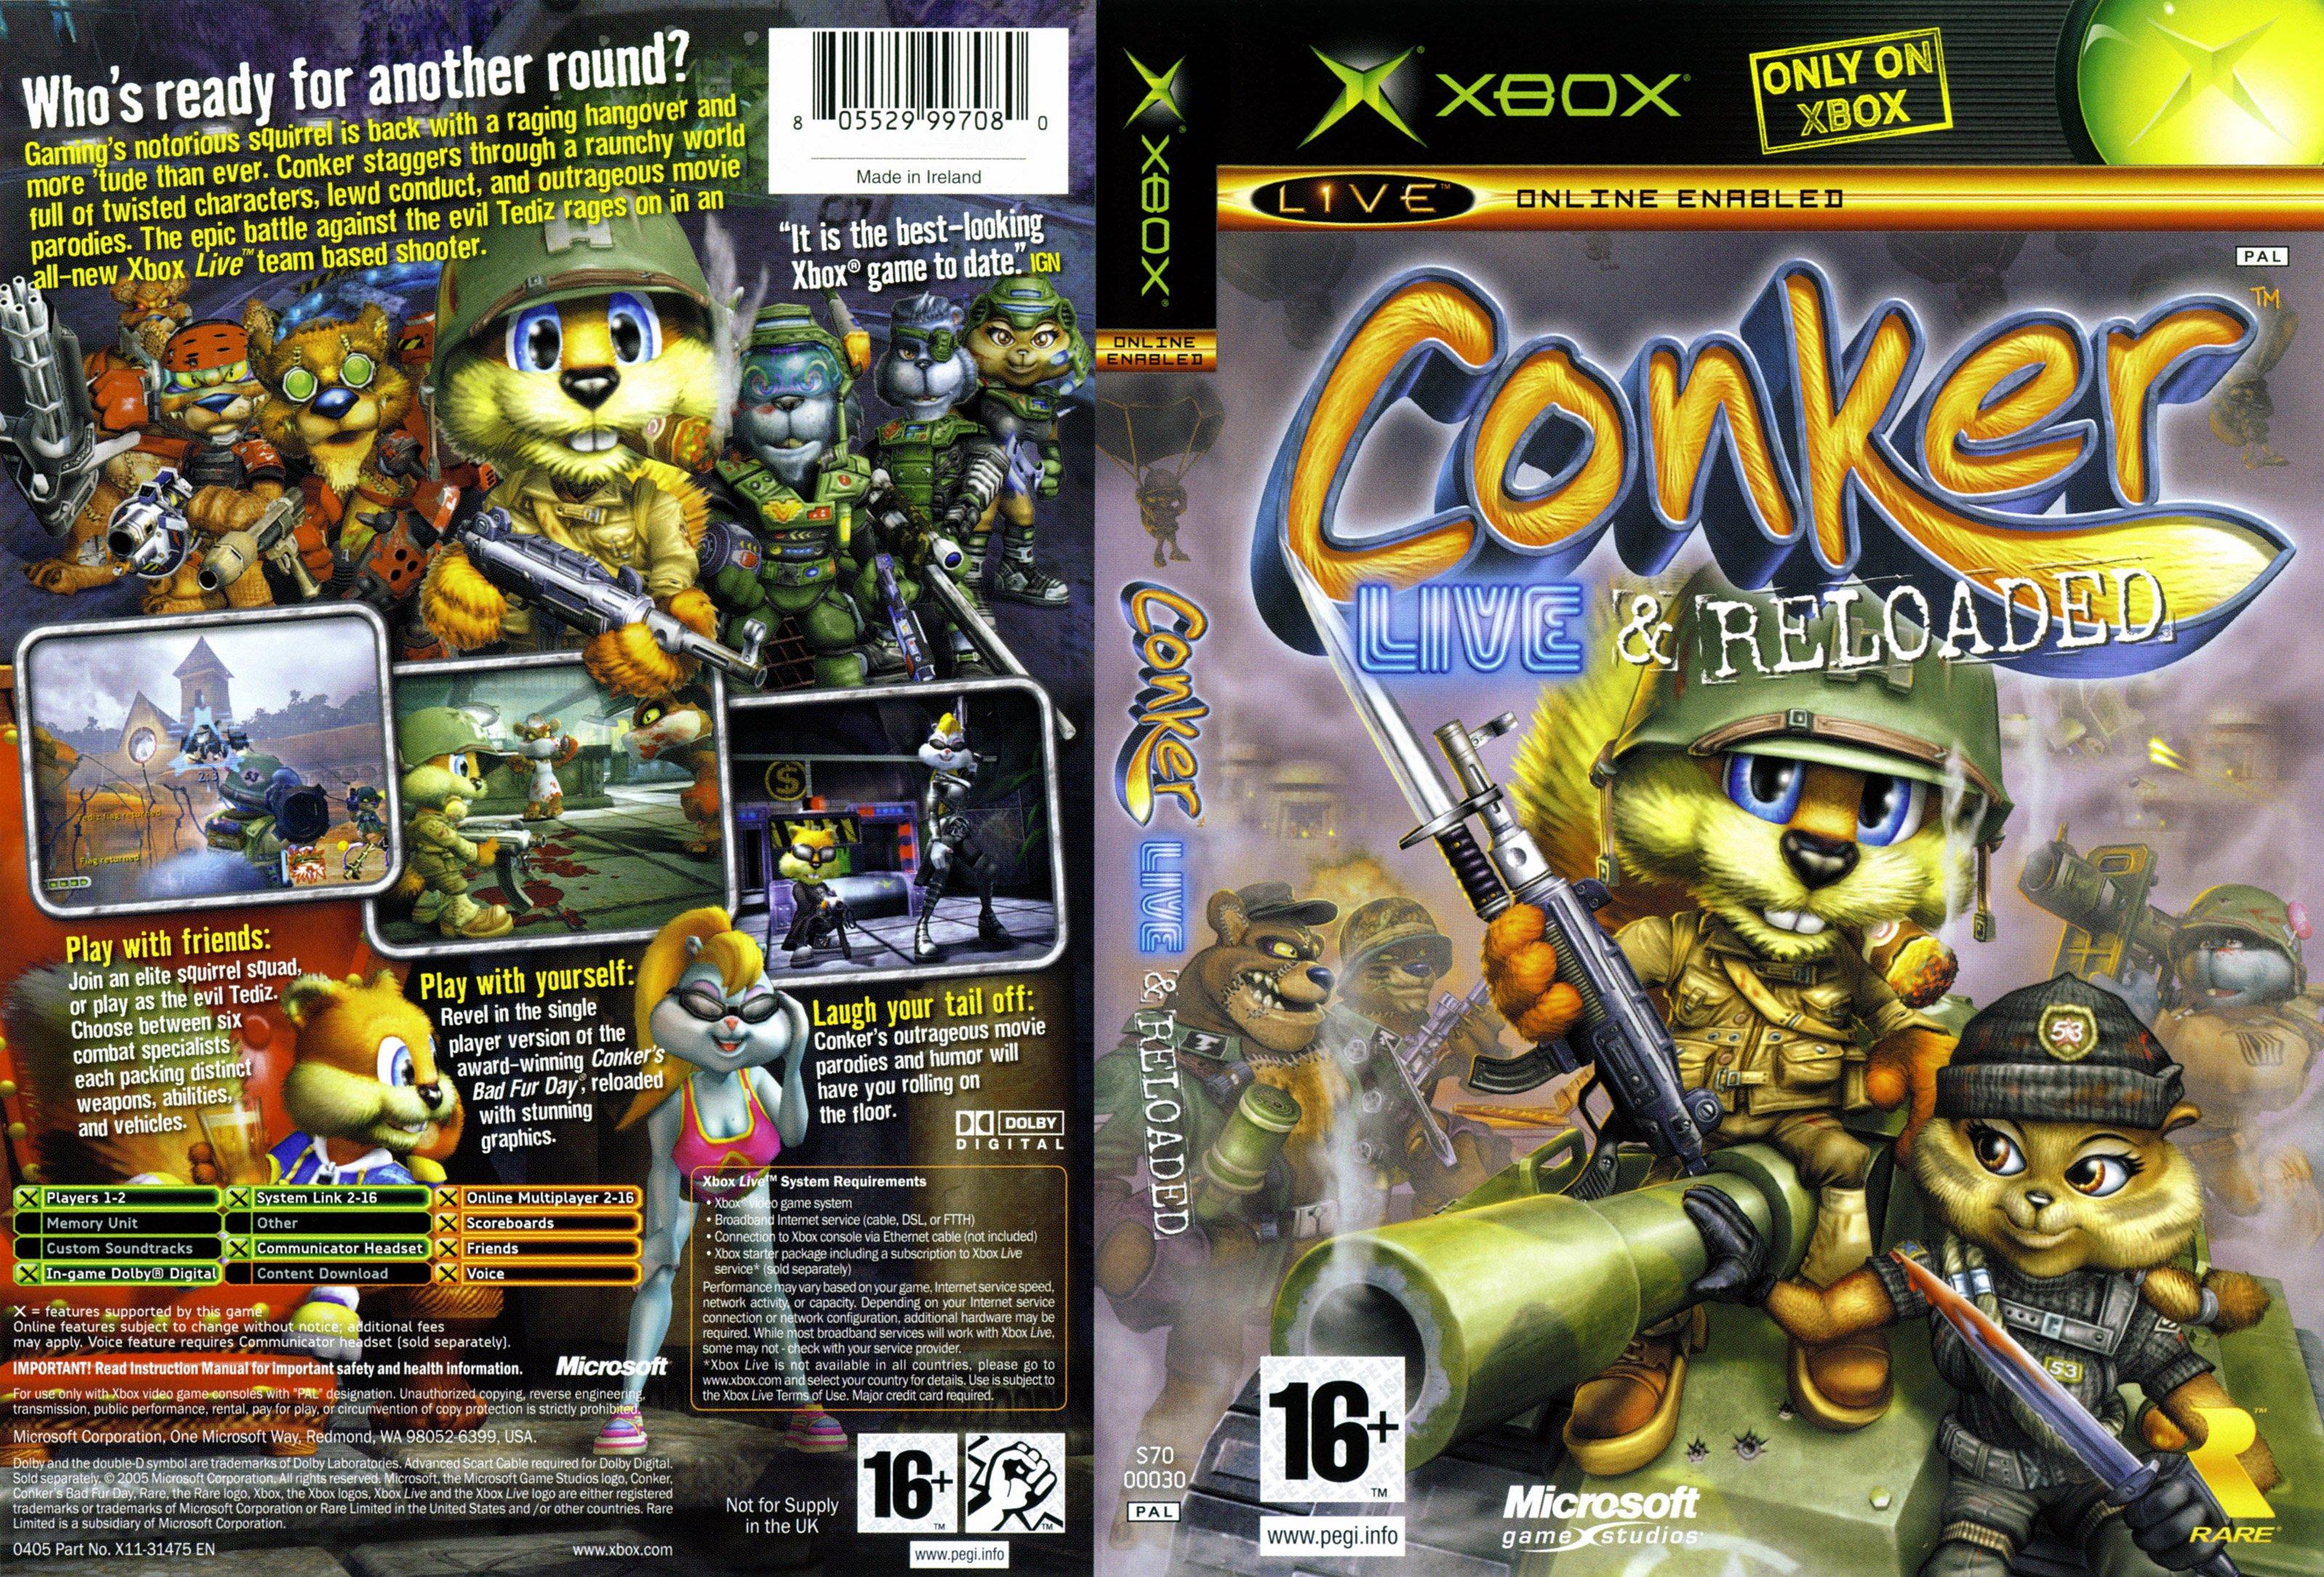 Who's ready for another round?
Gaming's notorious squirrel is back with a raging hangover and
more 'tude than ever. Conker staggers through a raunchy world
full of twisted characters, lewd conduct, and outrageous movie
parodies. The epic battle against the evil Tediz rages on in an
all-new Xbox Live™ team based shooter.
8 05529 99708 0
Made in Ireland
“It is the best-looking
Xbox® game to date.” IGN
53
2:3
Tediz flag returned
Flag returned
$
Play with friends:
Join an elite squirrel squad,
or play as the evil Tediz.
Choose between six
combat specialists
each packing distinct
weapons, abilities,
and vehicles.
Play with yourself:
Revel in the single
player version of the
award-winning Conker's
Bad Fur Day®, reloaded
with stunning
graphics.
Laugh your tail off:
Conker's outrageous movie
parodies and humor will
have you rolling on
the floor.
DOLBY
DIGITAL
Players 1-2
Memory Unit
Custom Soundtracks
In-game Dolby® Digital
System Link 2-16
Other
Communicator Headset
Content Download
Online Multiplayer 2-16
Scoreboards
Friends
Voice
X = features supported by this game
Online features subject to change without notice; additional fees
may apply. Voice feature requires Communicator headset (sold separately).
IMPORTANT! Read Instruction Manual for important safety and health information.
Microsoft®
For use only with Xbox video game consoles with "PAL" designation. Unauthorized copying, reverse engineering,
transmission, public performance, rental, pay for play, or circumvention of copy protection is strictly prohibited.
Microsoft Corporation, One Microsoft Way, Redmond, WA 98052-6399, USA.
Dolby and the double-D symbol are trademarks of Dolby Laboratories. Advanced Scart Cable required for Dolby Digital.
Sold separately. © 2005 Microsoft Corporation. All rights reserved. Microsoft, the Microsoft Game Studios logo, Conker,
Conker's Bad Fur Day, Rare, the Rare logo, Xbox, the Xbox logos, Xbox Live and the Xbox Live logo are either registered
trademarks or trademarks of Microsoft Corporation or Rare Limited in the United States and /or other countries. Rare
Limited is a subsidiary of Microsoft Corporation.
0405 Part No. X11-31475 EN
www.xbox.com
Xbox Live™ System Requirements
• Xbox® video game system
• Broadband Internet service (cable, DSL, or FTTH)
• Connection to Xbox console via Ethernet cable (not included)
• Xbox starter package including a subscription to Xbox Live
service* (sold separately)
Performance may vary based on your game, Internet service speed,
network activity, or capacity. Depending on your Internet service
connection or network configuration, additional hardware may be
required. While most broadband services will work with Xbox Live,
some may not - check with your service provider.
*Xbox Live is not available in all countries, please go to
www.xbox.com and select your country for details. Use is subject to
the Xbox Live Terms of Use. Major credit card required.
Not for Supply
in the UK
16+
™
www.pegi.info
XBOX®
ONLINE
ENABLED
Conker
LIVE
& RELOADED
S70
00030
PAL
XBOX®
ONLY ON
XBOX
LIVE™
ONLINE ENABLED
PAL
Conker™
LIVE & RELOADED
53
53
16+
™
www.pegi.info
Microsoft
game studios®
RARE®